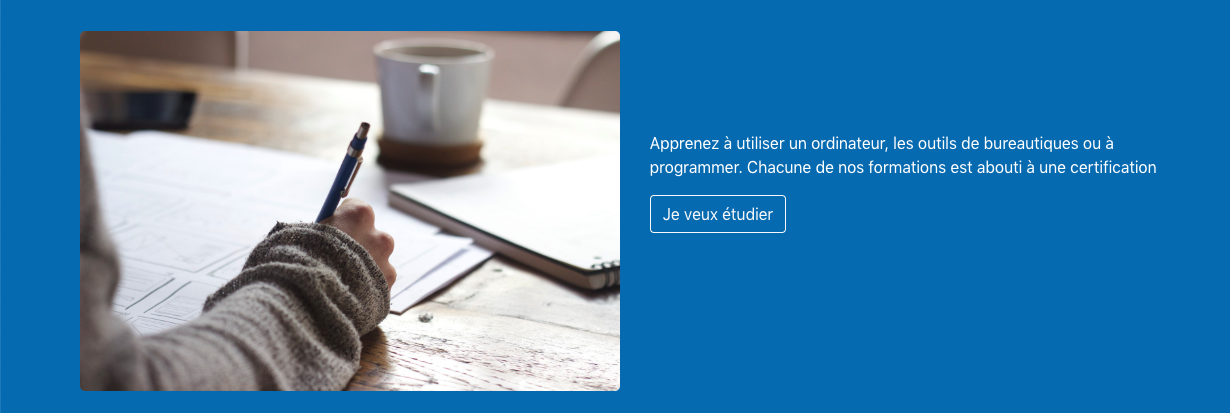 Apprenez à utiliser un ordinateur, les outils de bureautiques ou à
programmer. Chacune de nos formations est abouti à une certification
Je veux étudier